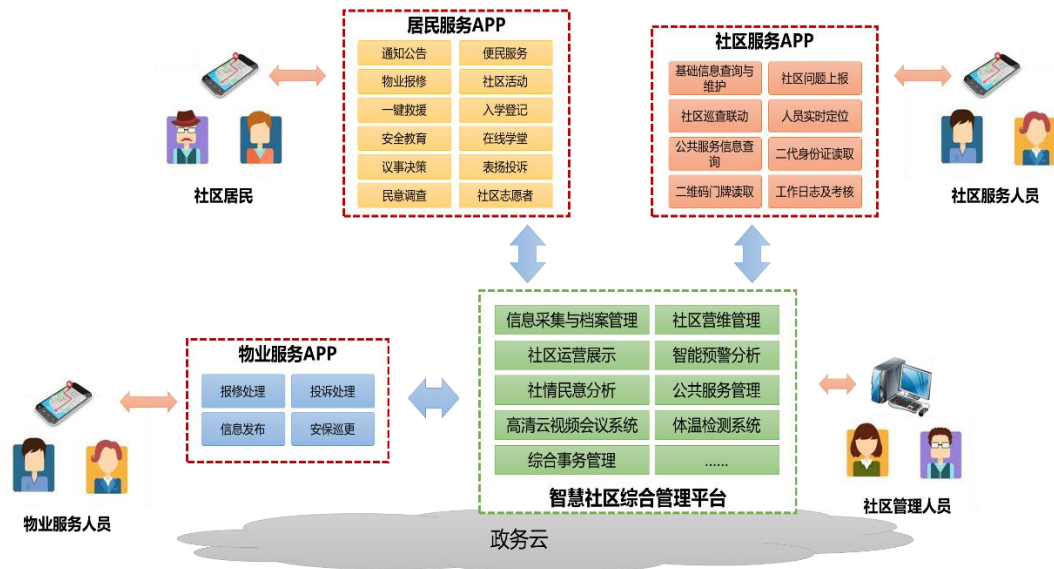 居民服务APP
通知公告
便民服务
物业报修
社区活动
一键救援
入学登记
安全教育
在线学堂
议事决策
表扬投诉
民意调查
社区志愿者
社区居民
社区服务APP
基础信息查询与
维护
社区问题上报
社区巡查联动
人员实时定位
公共服务信息查
询
二代身份证读取
二维码门牌读取
工作日志及考核
社区服务人员
物业服务APP
报修处理
投诉处理
信息发布
安保巡更
物业服务人员
信息采集与档案管理
社区营维管理
社区运营展示
智能预警分析
社情民意分析
公共服务管理
高清云视频会议系统
体温检测系统
综合事务管理
......
智慧社区综合管理平台
社区管理人员
政务云